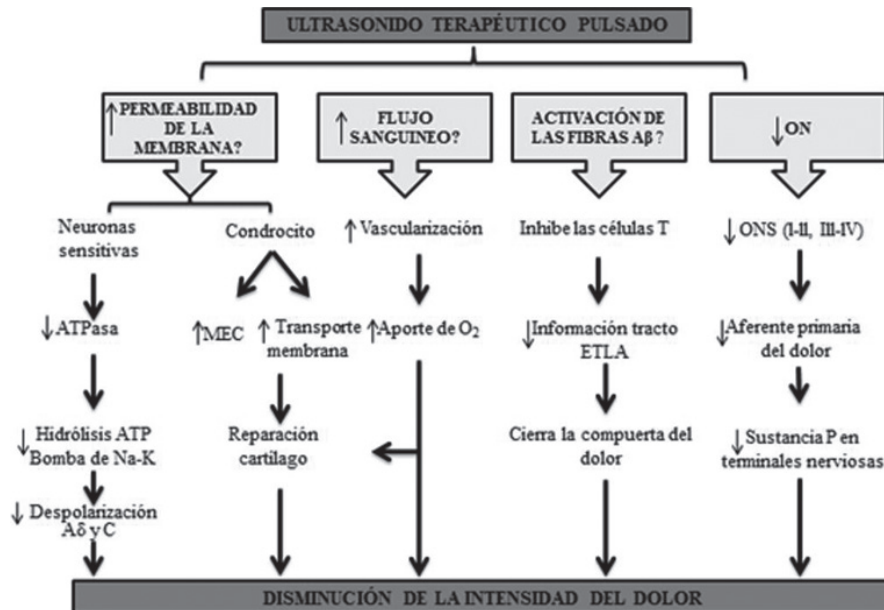 ULTRASONIDO TERAPÉUTICO PULSADO
↑PERMEABILIDAD
DE LA
MEMBRANA?
↑ FLUJO
SANGUINEO?
ACTIVACIÓN DE
LAS FIBRAS Aβ ?
↓ON
Neuronas
sensitivas
Condrocito
↑Vascularización
Inhibe las células T
↓ONS (I-II, III-IV)
↓ATPasa
↑MEC
↑ Transporte
membrana
↑Aporte de O₂
↓Información tracto
ETLA
↓Aferente primaria
del dolor
↓ Hidrólisis ATP
Bomba de Na-K
Reparación
cartílago
Cierra la compuerta del
dolor
↓Sustancia P en
terminales nerviosas
↓ Despolarización
Aδ y C
DISMINUCIÓN DE LA INTENSIDAD DEL DOLOR